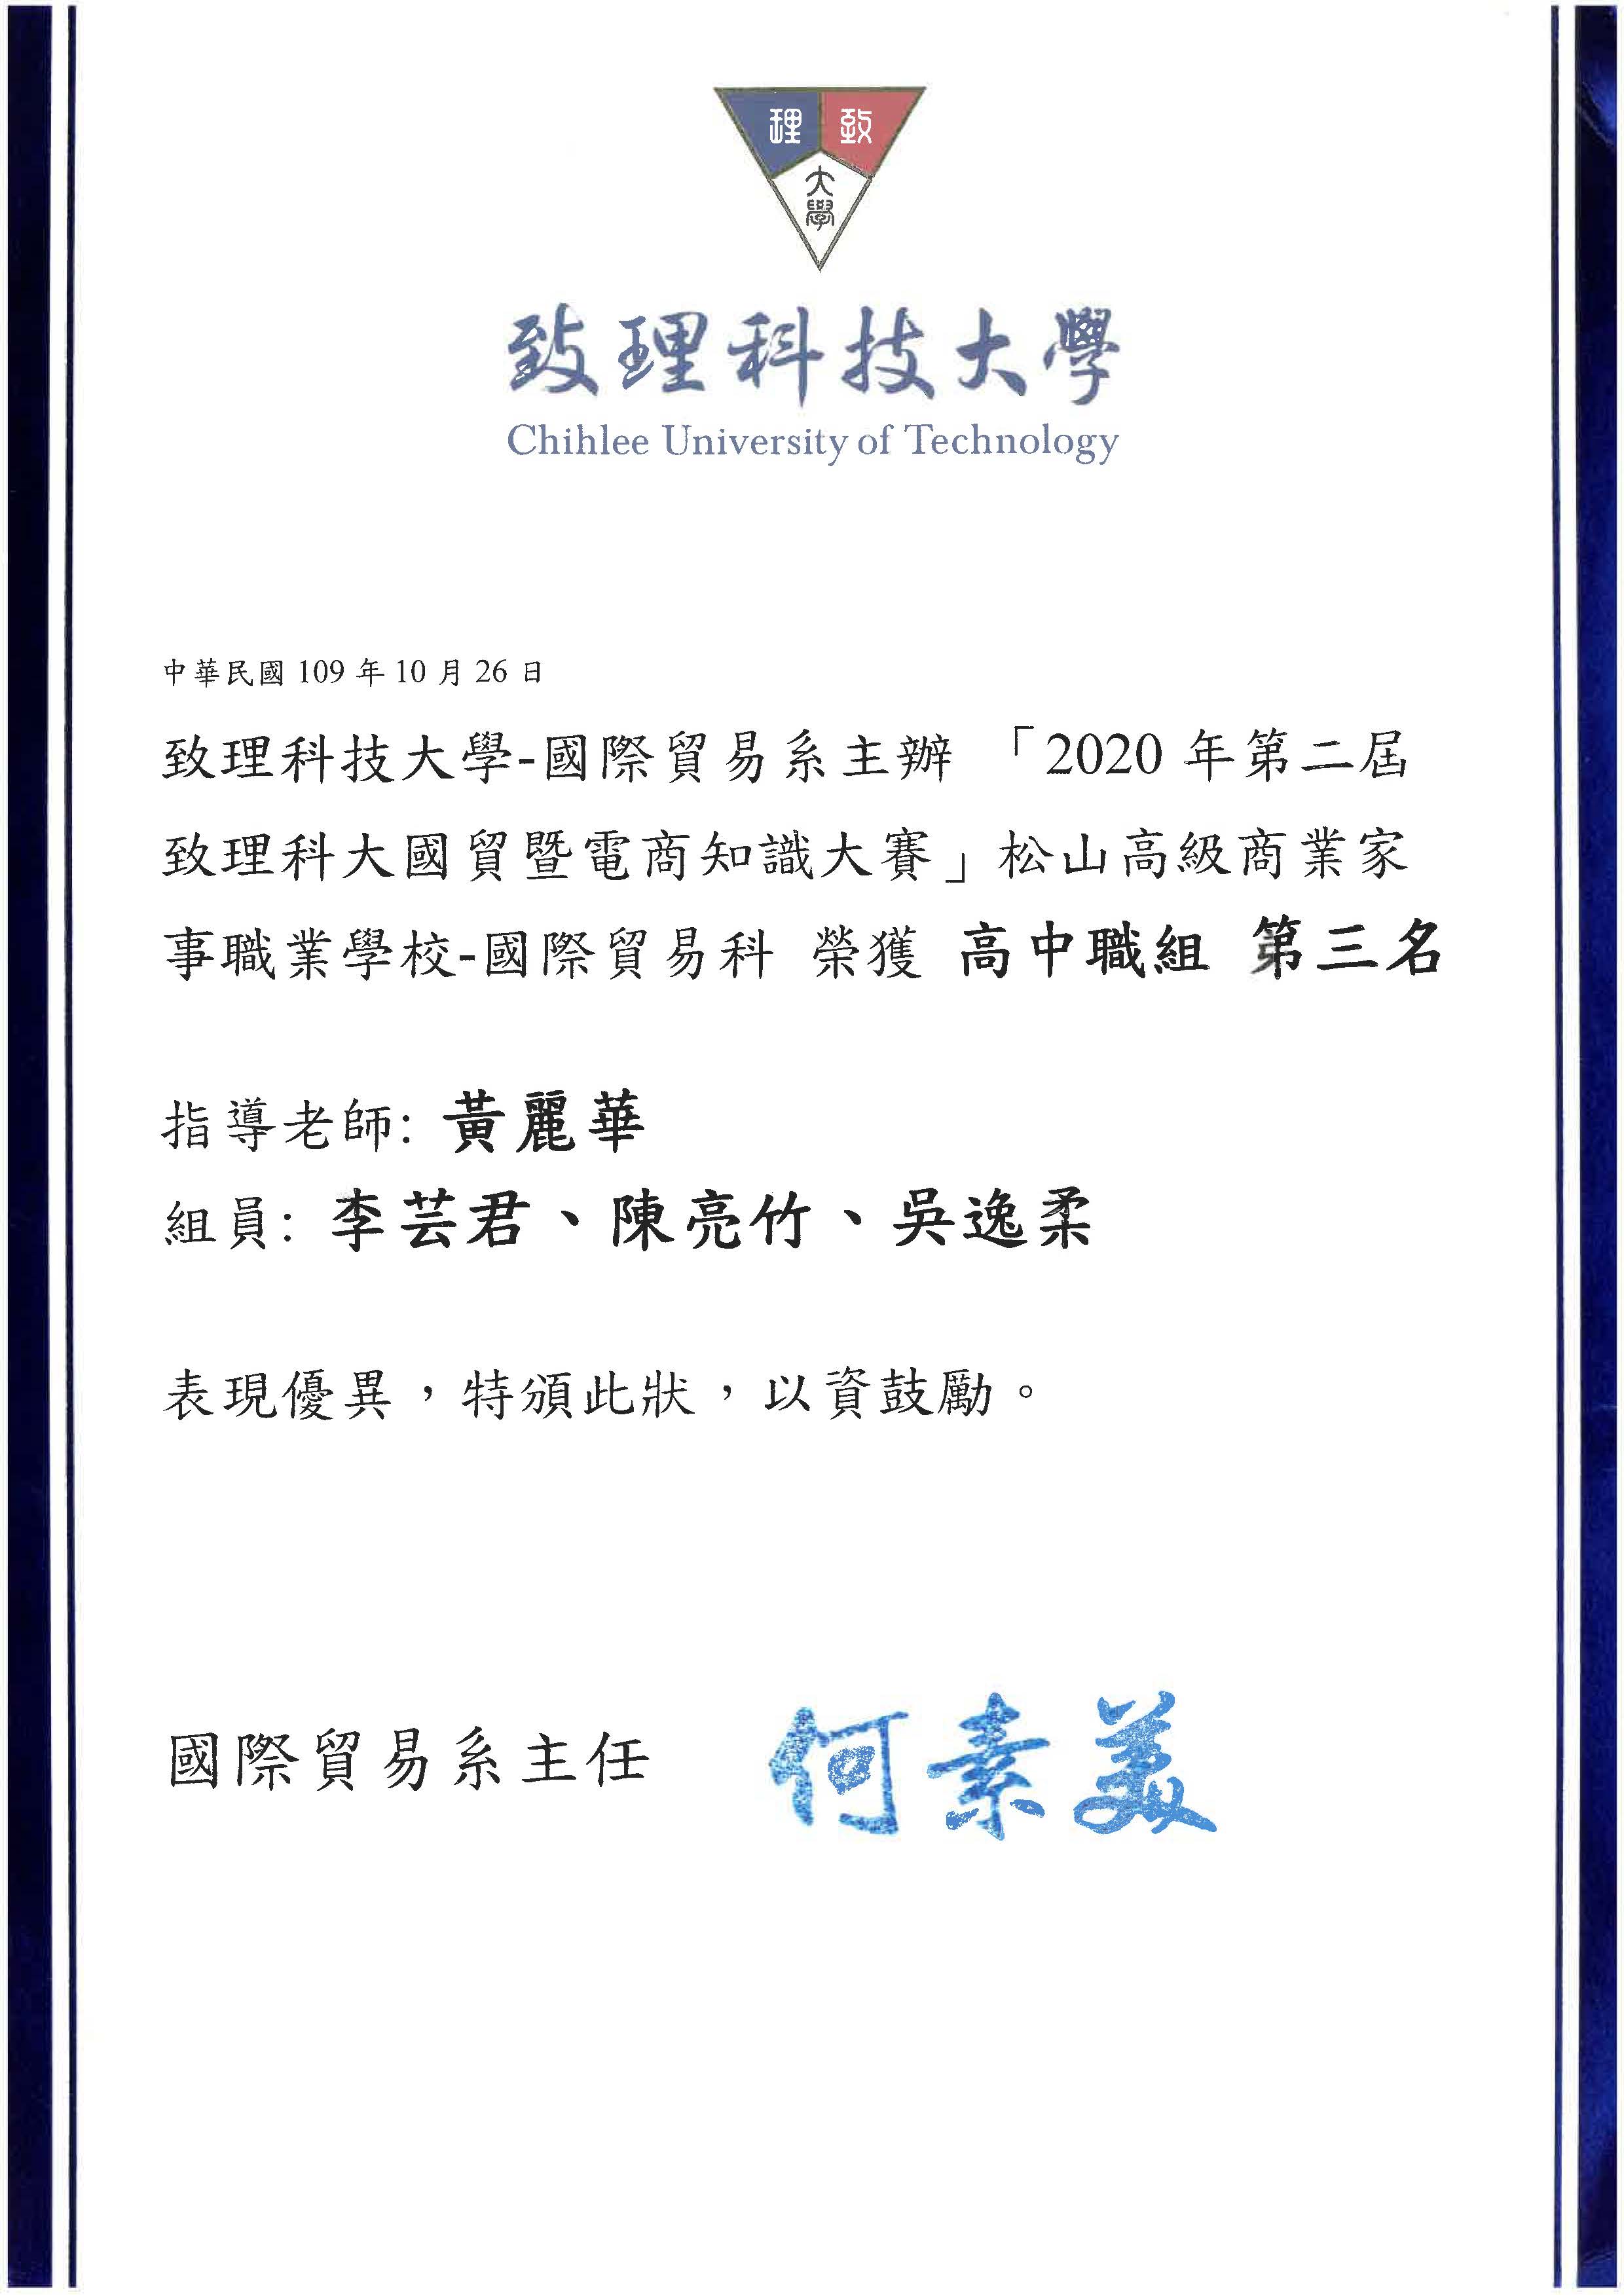 理 致
大學
致理科技大學
Chihlee University of Technology
中華民國 109 年 10 月 26 日
致理科技大學-國際貿易系主辦 「2020 年第二屆
致理科大國貿暨電商知識大賽」松山高級商業家
事職業學校-國際貿易科 榮獲 高中職組 第三名
指導老師: 黃麗華
組員: 李芸君、陳亮竹、吳逸柔
表現優異，特頒此狀，以資鼓勵。
國際貿易系主任 何素美